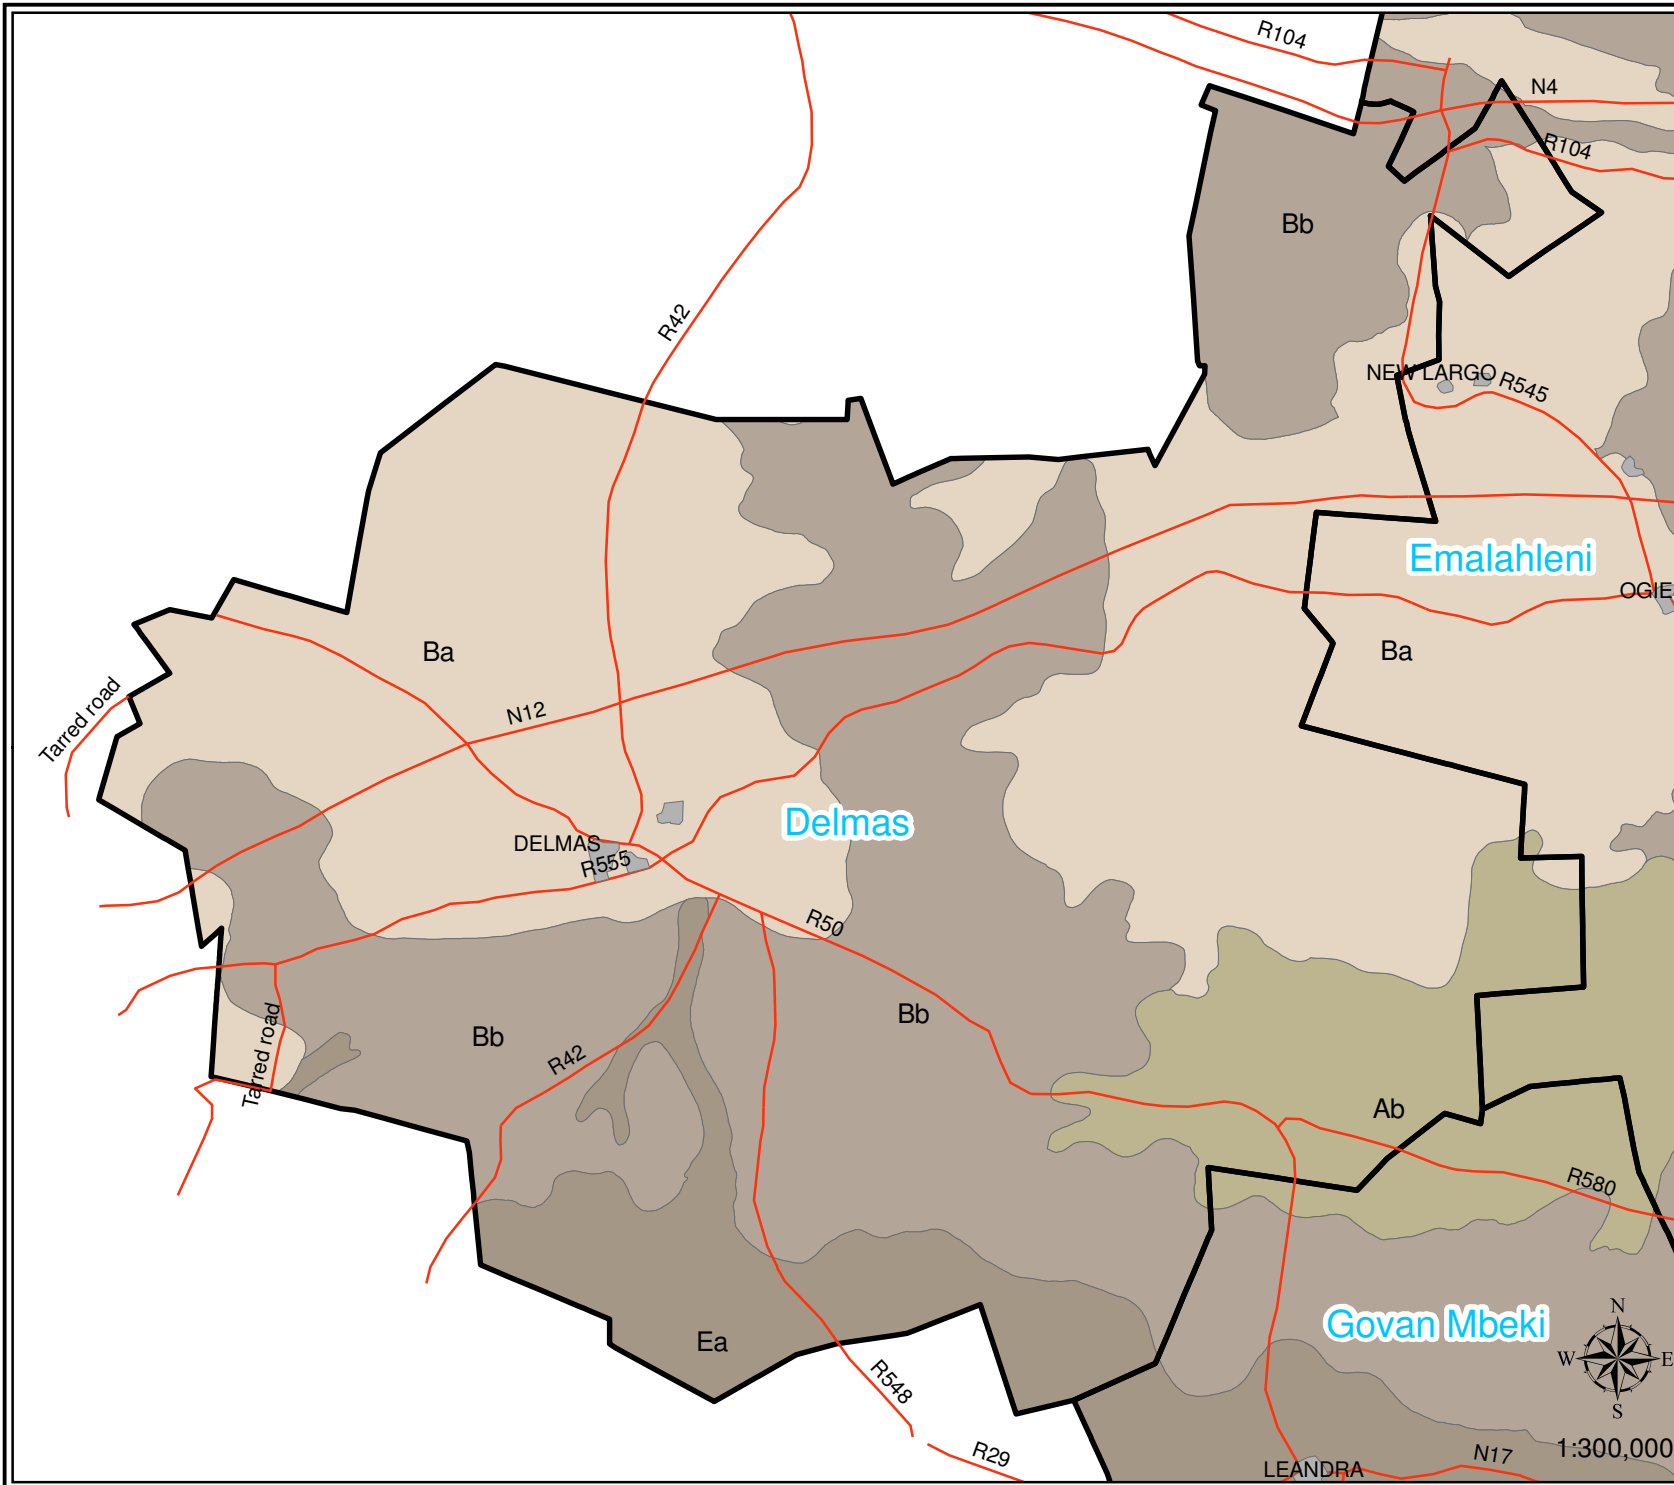 R104
N4
R104
Bb
R42
NEW LARGO
R545
Emalahleni
OGIE
Ba
Ba
Tarred road
N12
Delmas
DELMAS
R555
R50
Bb
Bb
Tarred road
R42
Ab
R580
Ea
Govan Mbeki
N
W
E
S
R548
1:300,000
R29
N17
LEANDRA